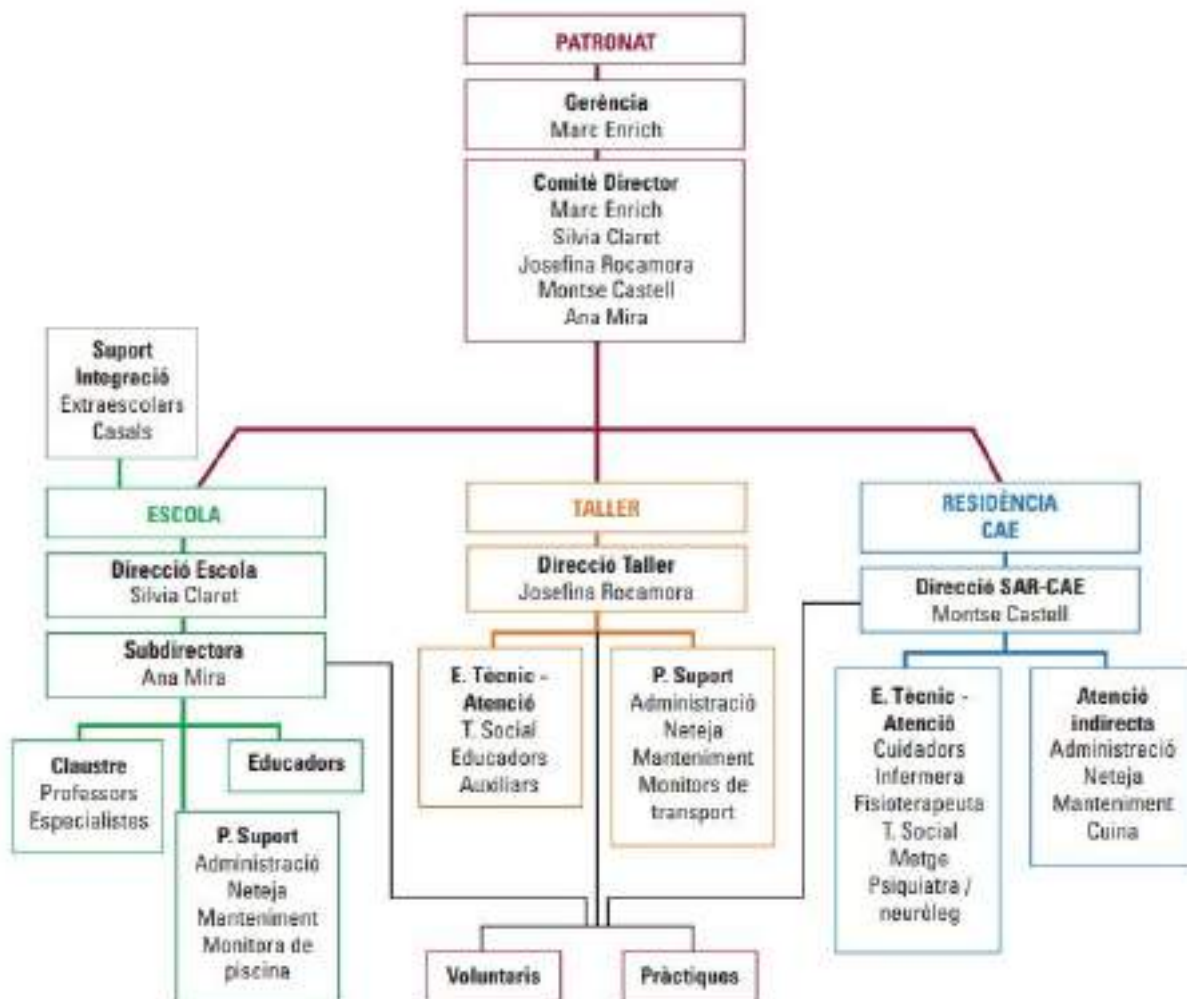 PATRONAT
Gerència
Marc Enrich
Comitè Director
Marc Enrich
Silvia Claret
Josefina Rocamora
Montse Castell
Ana Mira
Suport
Integració
Extraescolars
Casals
ESCOLA
Direcció Escola
Silvia Claret
Subdirectora
Ana Mira
Claustre
Professors
Especialistes
Educadors
P. Suport
Administració
Neteja
Manteniment
Monitora de
piscina
TALLER
Direcció Taller
Josefina Rocamora
E. Tècnic -
Atenció
T. Social
Educadors
Auxiliars
P. Suport
Administració
Neteja
Manteniment
Monitors de
transport
RESIDÈNCIA
CAE
Direcció SAR-CAE
Montse Castell
E. Tècnic -
Atenció
Cuidadors
Infermera
Fisioterapeuta
T. Social
Metge
Psiquiatra /
neuròleg
Atenció
indirecta
Administració
Neteja
Manteniment
Cuina
Voluntaris
Pràctiques